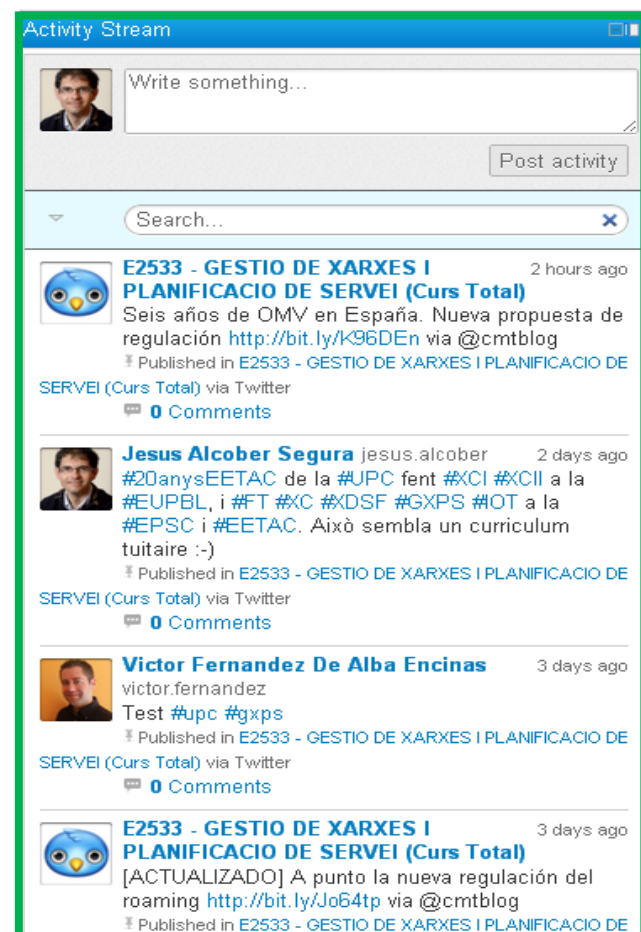 Activity Stream
Write something...
Post activity
Search...
E2533 - GESTIO DE XARXES I 2 hours ago
PLANIFICACIO DE SERVEI (Curs Total)
Seis años de OMV en España. Nueva propuesta de
regulación http://bit.ly/K96DEn via @cmtblog
Published in E2533 - GESTIO DE XARXES I PLANIFICACIO DE
SERVEI (Curs Total) via Twitter
0 Comments
Jesus Alcober Segura jesus.alcober 2 days ago
#20anysEETAC de la #UPC fent #XCI #XCII a la
#EUPBL, i #FT #XC #XDSF #GXPS #IOT a la
#EPSC i #EETAC. Això sembla un curriculum
tuitaire :-)
Published in E2533 - GESTIO DE XARXES I PLANIFICACIO DE
SERVEI (Curs Total) via Twitter
0 Comments
Victor Fernandez De Alba Encinas 3 days ago
victor.fernandez
Test #upc #gxps
Published in E2533 - GESTIO DE XARXES I PLANIFICACIO DE
SERVEI (Curs Total) via Twitter
0 Comments
E2533 - GESTIO DE XARXES I 3 days ago
PLANIFICACIO DE SERVEI (Curs Total)
[ACTUALIZADO] A punto la nueva regulación del
roaming http://bit.ly/Jo64tp via @cmtblog
Published in E2533 - GESTIO DE XARXES I PLANIFICACIO DE